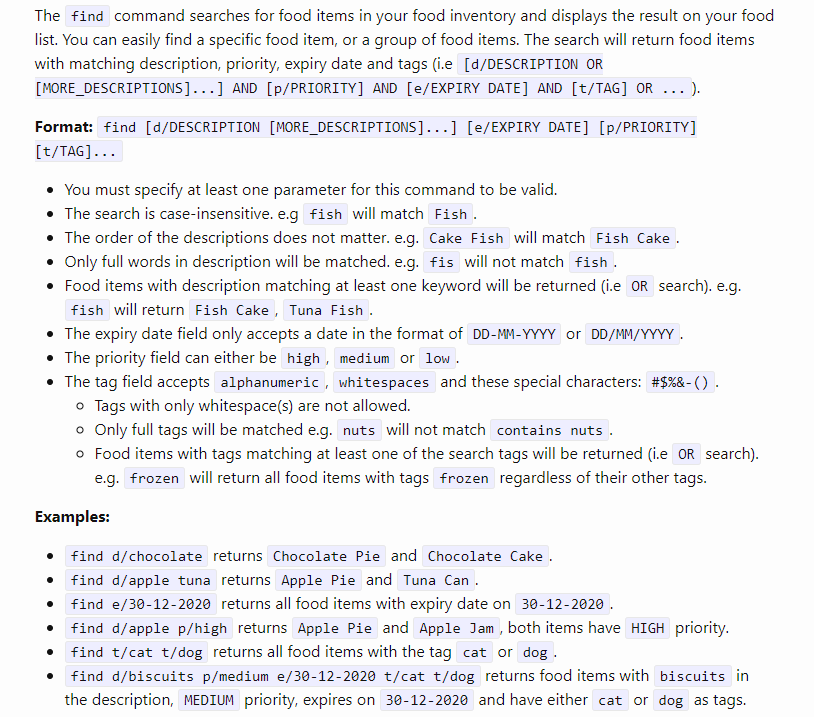 The find command searches for food items in your food inventory and displays the result on your food
list. You can easily find a specific food item, or a group of food items. The search will return food items
with matching description, priority, expiry date and tags (i.e [d/DESCRIPTION OR
[MORE_DESCRIPTIONS]...] AND [p/PRIORITY] AND [e/EXPIRY DATE] AND [t/TAG] OR ... ).
Format: find [d/DESCRIPTION [MORE_DESCRIPTIONS]...] [e/EXPIRY DATE] [p/PRIORITY]
[t/TAG]...
• You must specify at least one parameter for this command to be valid.
• The search is case-insensitive. e.g fish will match Fish.
• The order of the descriptions does not matter. e.g. Cake Fish will match Fish Cake.
• Only full words in description will be matched. e.g. fis will not match fish.
• Food items with description matching at least one keyword will be returned (i.e OR search). e.g.
fish will return Fish Cake, Tuna Fish.
• The expiry date field only accepts a date in the format of DD-MM-YYYY or DD/MM/YYYY.
• The priority field can either be high, medium or low.
• The tag field accepts alphanumeric, whitespaces and these special characters: #$%&-().
○ Tags with only whitespace(s) are not allowed.
○ Only full tags will be matched e.g. nuts will not match contains nuts.
○ Food items with tags matching at least one of the search tags will be returned (i.e OR search).
e.g. frozen will return all food items with tags frozen regardless of their other tags.
Examples:
• find d/chocolate returns Chocolate Pie and Chocolate Cake.
• find d/apple tuna returns Apple Pie and Tuna Can.
• find e/30-12-2020 returns all food items with expiry date on 30-12-2020.
• find d/apple p/high returns Apple Pie and Apple Jam, both items have HIGH priority.
• find t/cat t/dog returns all food items with the tag cat or dog.
• find d/biscuits p/medium e/30-12-2020 t/cat t/dog returns food items with biscuits in
the description, MEDIUM priority, expires on 30-12-2020 and have either cat or dog as tags.